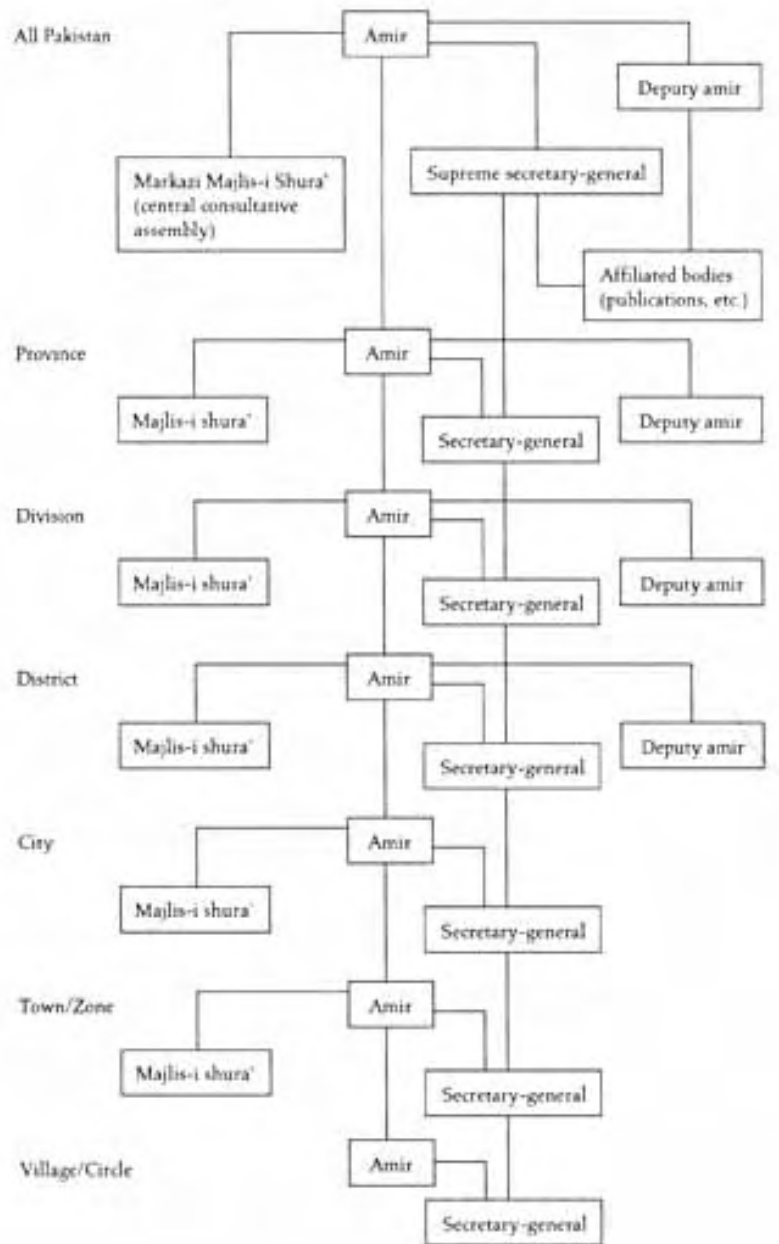 All Pakistan
Amir
Deputy amir
Markazi Majlis-i Shura'
(central consultative
assembly)
Supreme secretary-general
Affiliated bodies
(publications, etc.)
Province
Amir
Majlis-i shura'
Secretary-general
Deputy amir
Division
Amir
Majlis-i shura'
Secretary-general
Deputy amir
District
Amir
Majlis-i shura'
Secretary-general
Deputy amir
City
Amir
Majlis-i shura'
Secretary-general
Town/Zone
Amir
Majlis-i shura'
Secretary-general
Village/Circle
Amir
Secretary-general